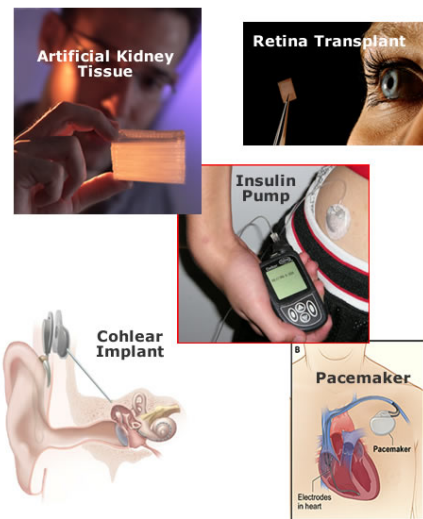 Artificial Kidney
Tissue
Retina Transplant
Insulin
Pump
Cohlear
Implant
B
Pacemaker
Pacemaker
Electrodes
in heart